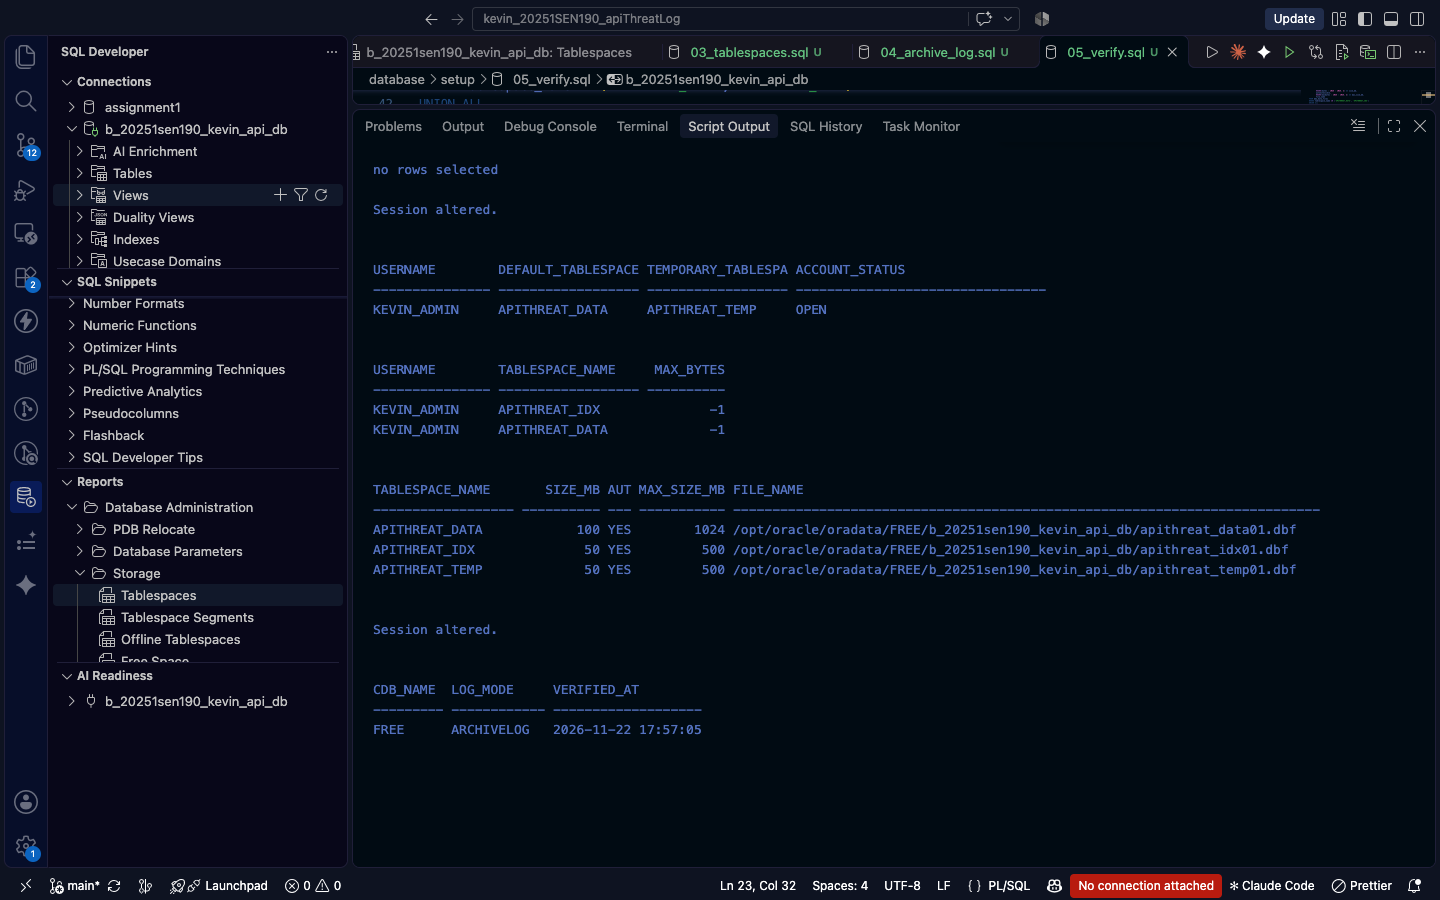 kevin_20251SEN190_apiThreatLog
Update
SQL Developer
Connections
assignment1
b_20251sen190_kevin_api_db
AI Enrichment
Tables
Views
Duality Views
Indexes
Usecase Domains
SQL Snippets
Number Formats
Numeric Functions
Optimizer Hints
PL/SQL Programming Techniques
Predictive Analytics
Pseudocolumns
Flashback
SQL Developer Tips
Reports
Database Administration
PDB Relocate
Database Parameters
Storage
Tablespaces
Tablespace Segments
Offline Tablespaces
Free Space
AI Readiness
b_20251sen190_kevin_api_db
12
2
1
b_20251sen190_kevin_api_db: Tablespaces
03_tablespaces.sql U
04_archive_log.sql U
05_verify.sql U
database > setup > 05_verify.sql > b_20251sen190_kevin_api_db
42 UNION ALL
Problems Output Debug Console Terminal Script Output SQL History Task Monitor
no rows selected
Session altered.
USERNAME DEFAULT_TABLESPACE TEMPORARY_TABLESPA ACCOUNT_STATUS
--------------- ------------------ ------------------ --------------------------------
KEVIN_ADMIN APITHREAT_DATA APITHREAT_TEMP OPEN
USERNAME TABLESPACE_NAME MAX_BYTES
--------------- ------------------ ----------
KEVIN_ADMIN APITHREAT_IDX -1
KEVIN_ADMIN APITHREAT_DATA -1
TABLESPACE_NAME SIZE_MB AUT MAX_SIZE_MB FILE_NAME
------------------ ---------- --- ----------- ---------------------------------------------------------------------------
APITHREAT_DATA 100 YES 1024 /opt/oracle/oradata/FREE/b_20251sen190_kevin_api_db/apithreat_data01.dbf
APITHREAT_IDX 50 YES 500 /opt/oracle/oradata/FREE/b_20251sen190_kevin_api_db/apithreat_idx01.dbf
APITHREAT_TEMP 50 YES 500 /opt/oracle/oradata/FREE/b_20251sen190_kevin_api_db/apithreat_temp01.dbf
Session altered.
CDB_NAME LOG_MODE VERIFIED_AT
--------- ------------ -------------------
FREE ARCHIVELOG 2026-11-22 17:57:05
main* Launchpad 0 0 Ln 23, Col 32 Spaces: 4 UTF-8 LF {} PL/SQL No connection attached Claude Code Prettier